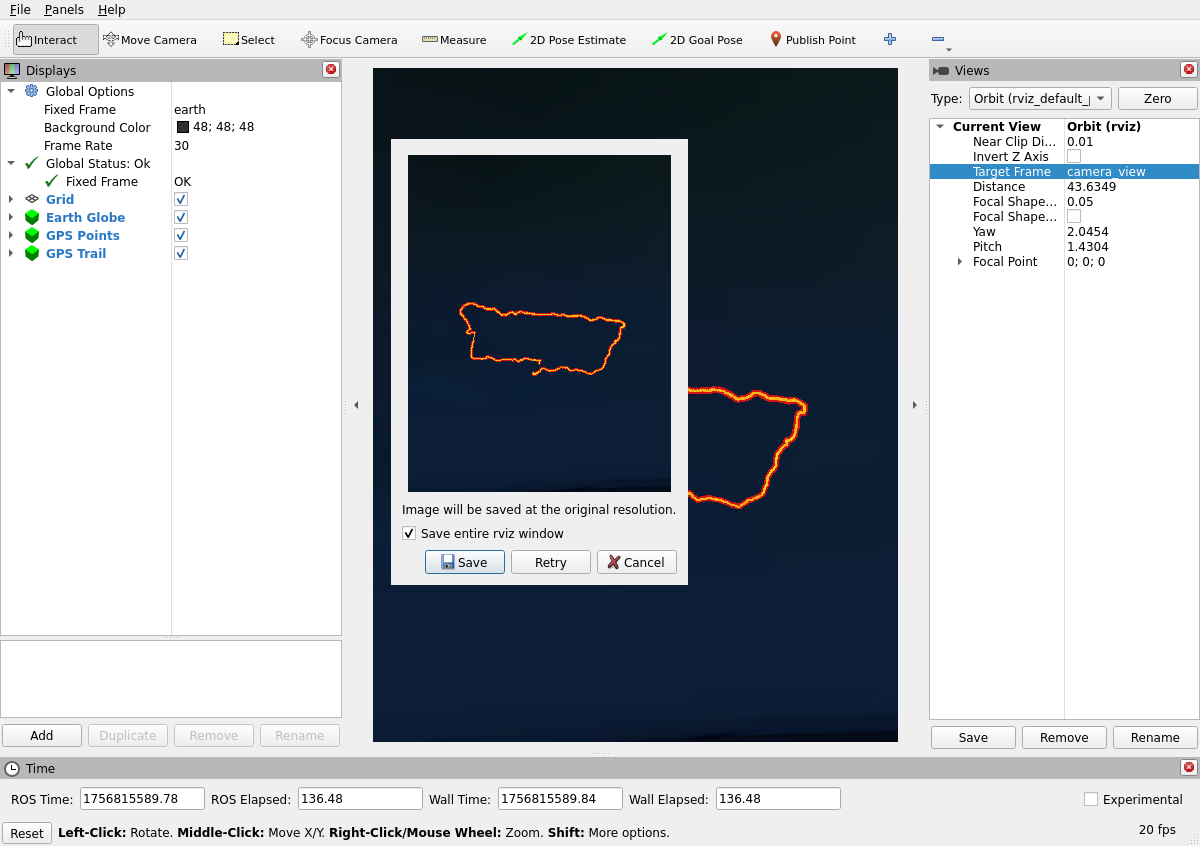 File Panels Help
Interact Move Camera Select Focus Camera Measure 2D Pose Estimate 2D Goal Pose Publish Point
Displays
Global Options
Fixed Frame earth
Background Color 48; 48; 48
Frame Rate 30
Global Status: Ok
Fixed Frame OK
Grid
Earth Globe
GPS Points
GPS Trail
Add Duplicate Remove Rename
Image will be saved at the original resolution.
Save entire rviz window
Save Retry Cancel
Views
Type: Orbit (rviz_default_ Zero
Current View Orbit (rviz)
Near Clip Di... 0.01
Invert Z Axis
Target Frame camera_view
Distance 43.6349
Focal Shape... 0.05
Focal Shape...
Yaw 2.0454
Pitch 1.4304
Focal Point 0; 0; 0
Save Remove Rename
Time
ROS Time: 1756815589.78 ROS Elapsed: 136.48 Wall Time: 1756815589.84 Wall Elapsed: 136.48 Experimental
Reset Left-Click: Rotate. Middle-Click: Move X/Y. Right-Click/Mouse Wheel: Zoom. Shift: More options. 20 fps